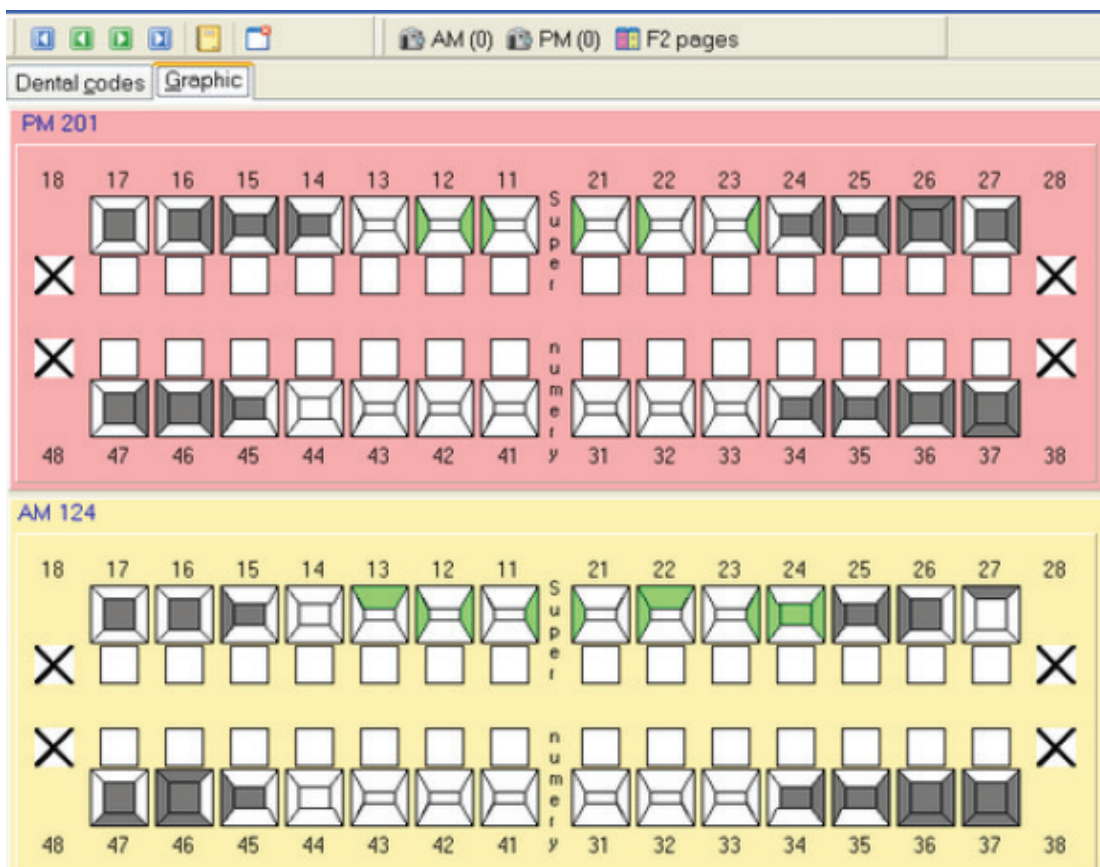 AM (0) PM (0) F2 pages
Dental codes Graphic
PM 201
18 17 16 15 14 13 12 11 21 22 23 24 25 26 27 28
Super
numery
48 47 46 45 44 43 42 41 31 32 33 34 35 36 37 38
AM 124
18 17 16 15 14 13 12 11 21 22 23 24 25 26 27 28
Super
numery
48 47 46 45 44 43 42 41 31 32 33 34 35 36 37 38